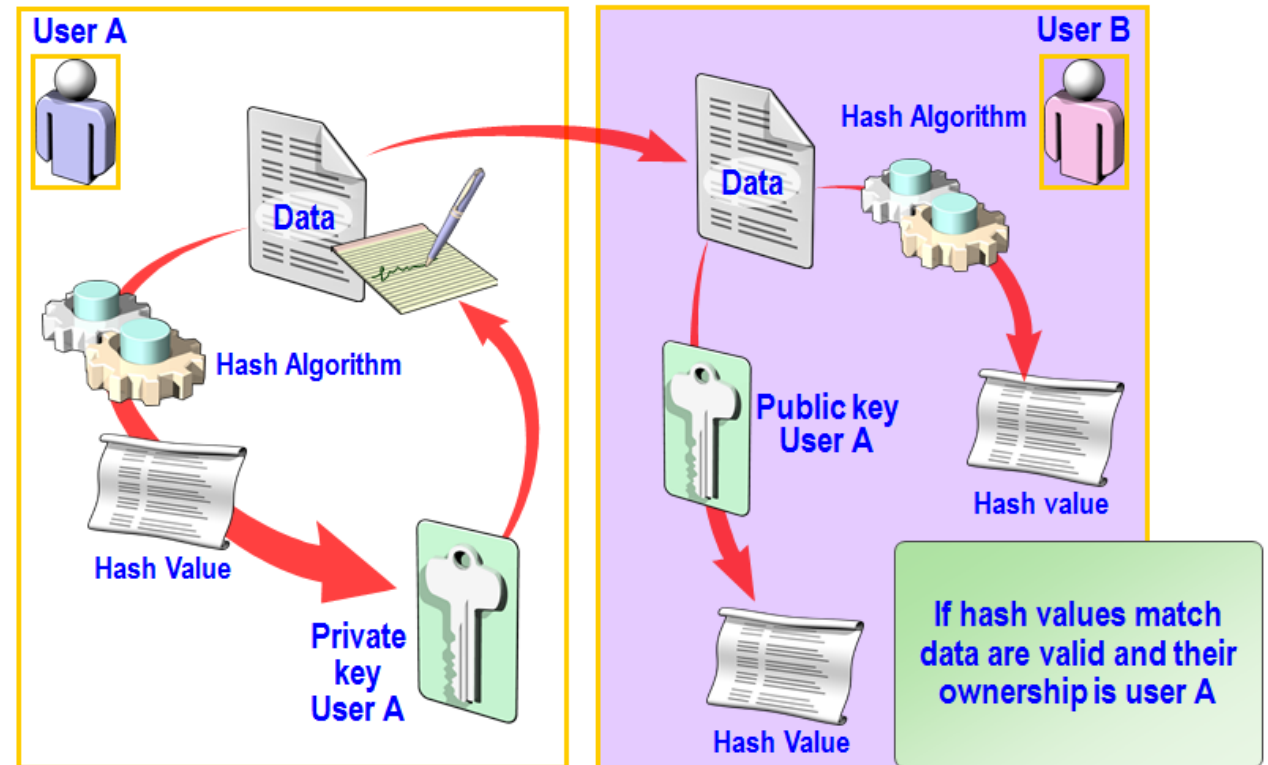 User A
Data
Hash Algorithm
Hash Value
Private
key
User A
User B
Hash Algorithm
Data
Public key
User A
Hash value
Hash Value
If hash values match
data are valid and their
ownership is user A